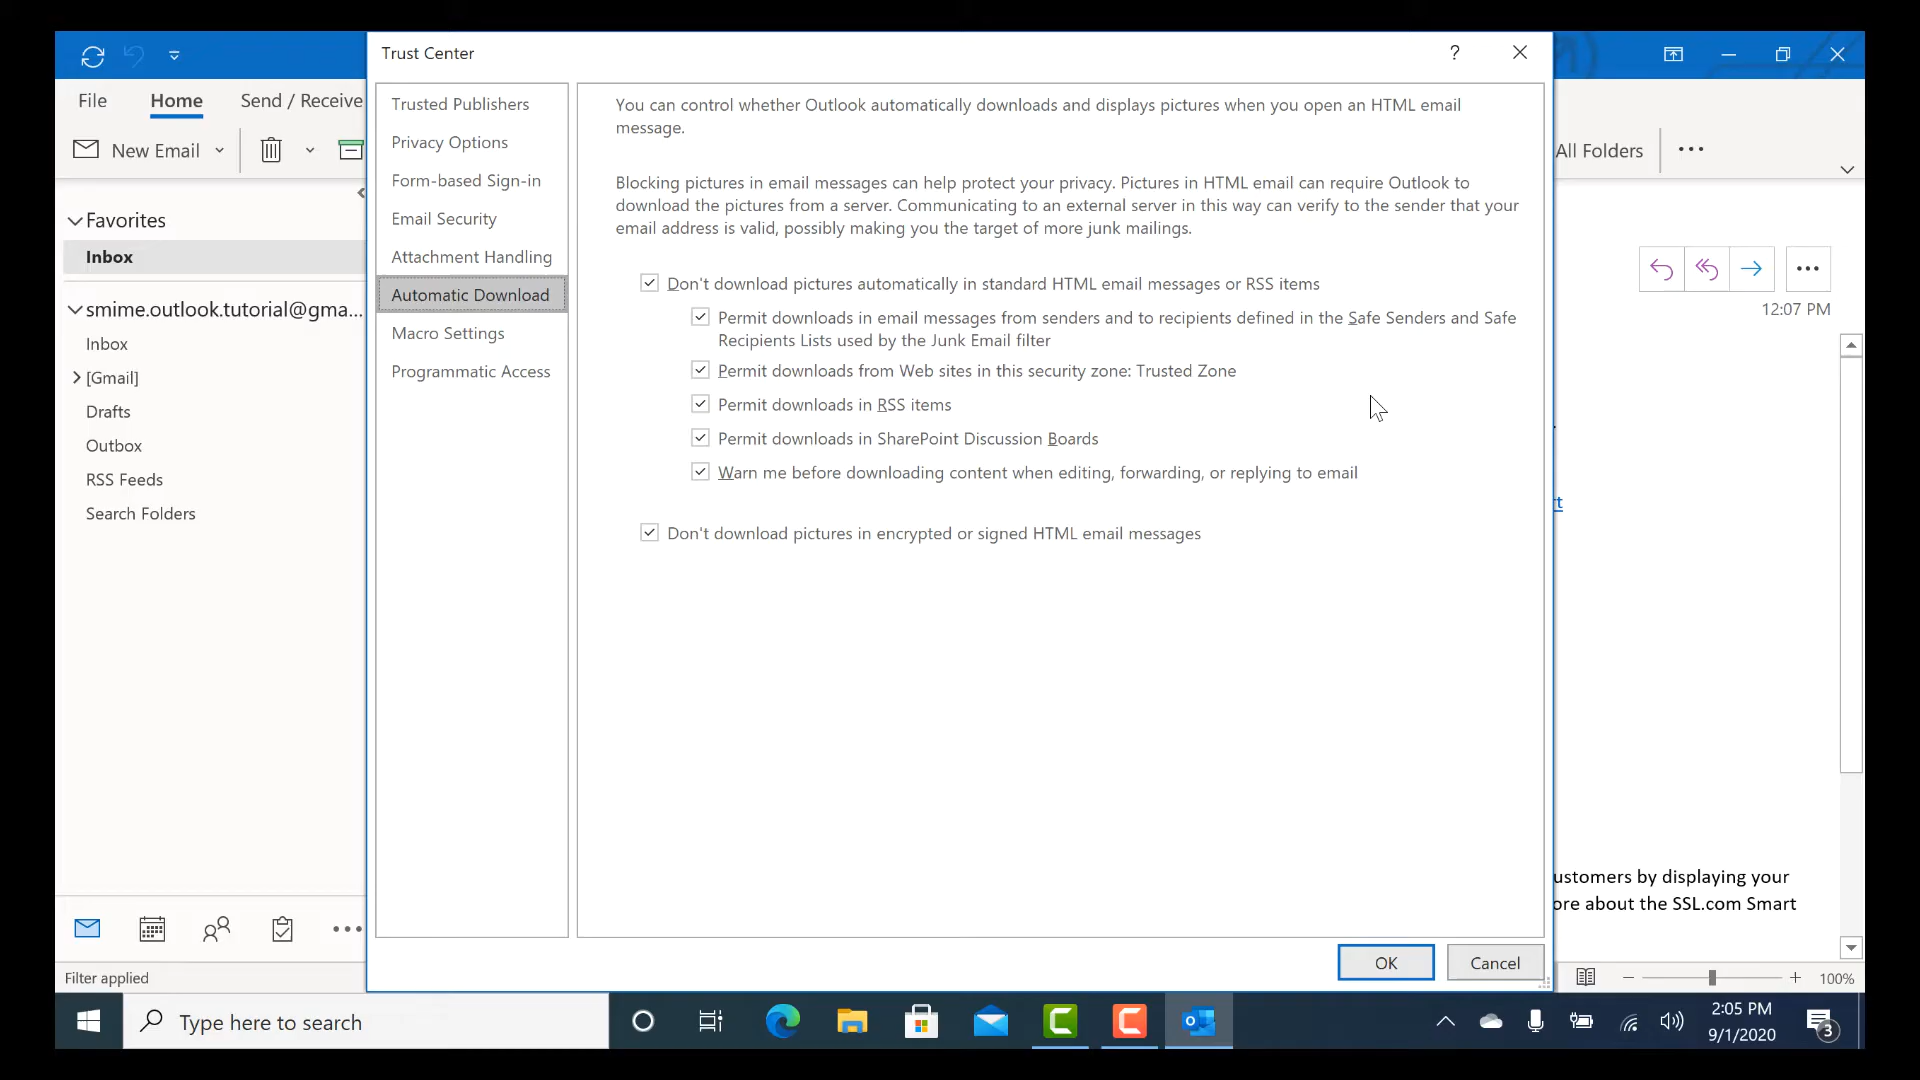 Trust Center
?
File
Home
Send / Receive
New Email
All Folders
Favorites
Inbox
smime.outlook.tutorial@gma...
Inbox
[Gmail]
Drafts
Outbox
RSS Feeds
Search Folders
Filter applied
Trusted Publishers
Privacy Options
Form-based Sign-in
Email Security
Attachment Handling
Automatic Download
Macro Settings
Programmatic Access
You can control whether Outlook automatically downloads and displays pictures when you open an HTML email
message.
Blocking pictures in email messages can help protect your privacy. Pictures in HTML email can require Outlook to
download the pictures from a server. Communicating to an external server in this way can verify to the sender that your
email address is valid, possibly making you the target of more junk mailings.
Don't download pictures automatically in standard HTML email messages or RSS items
Permit downloads in email messages from senders and to recipients defined in the Safe Senders and Safe
Recipients Lists used by the Junk Email filter
Permit downloads from Web sites in this security zone: Trusted Zone
Permit downloads in RSS items
Permit downloads in SharePoint Discussion Boards
Warn me before downloading content when editing, forwarding, or replying to email
Don't download pictures in encrypted or signed HTML email messages
OK
Cancel
12:07 PM
rt
ustomers by displaying your
ore about the SSL.com Smart
100%
Type here to search
2:05 PM
9/1/2020
3